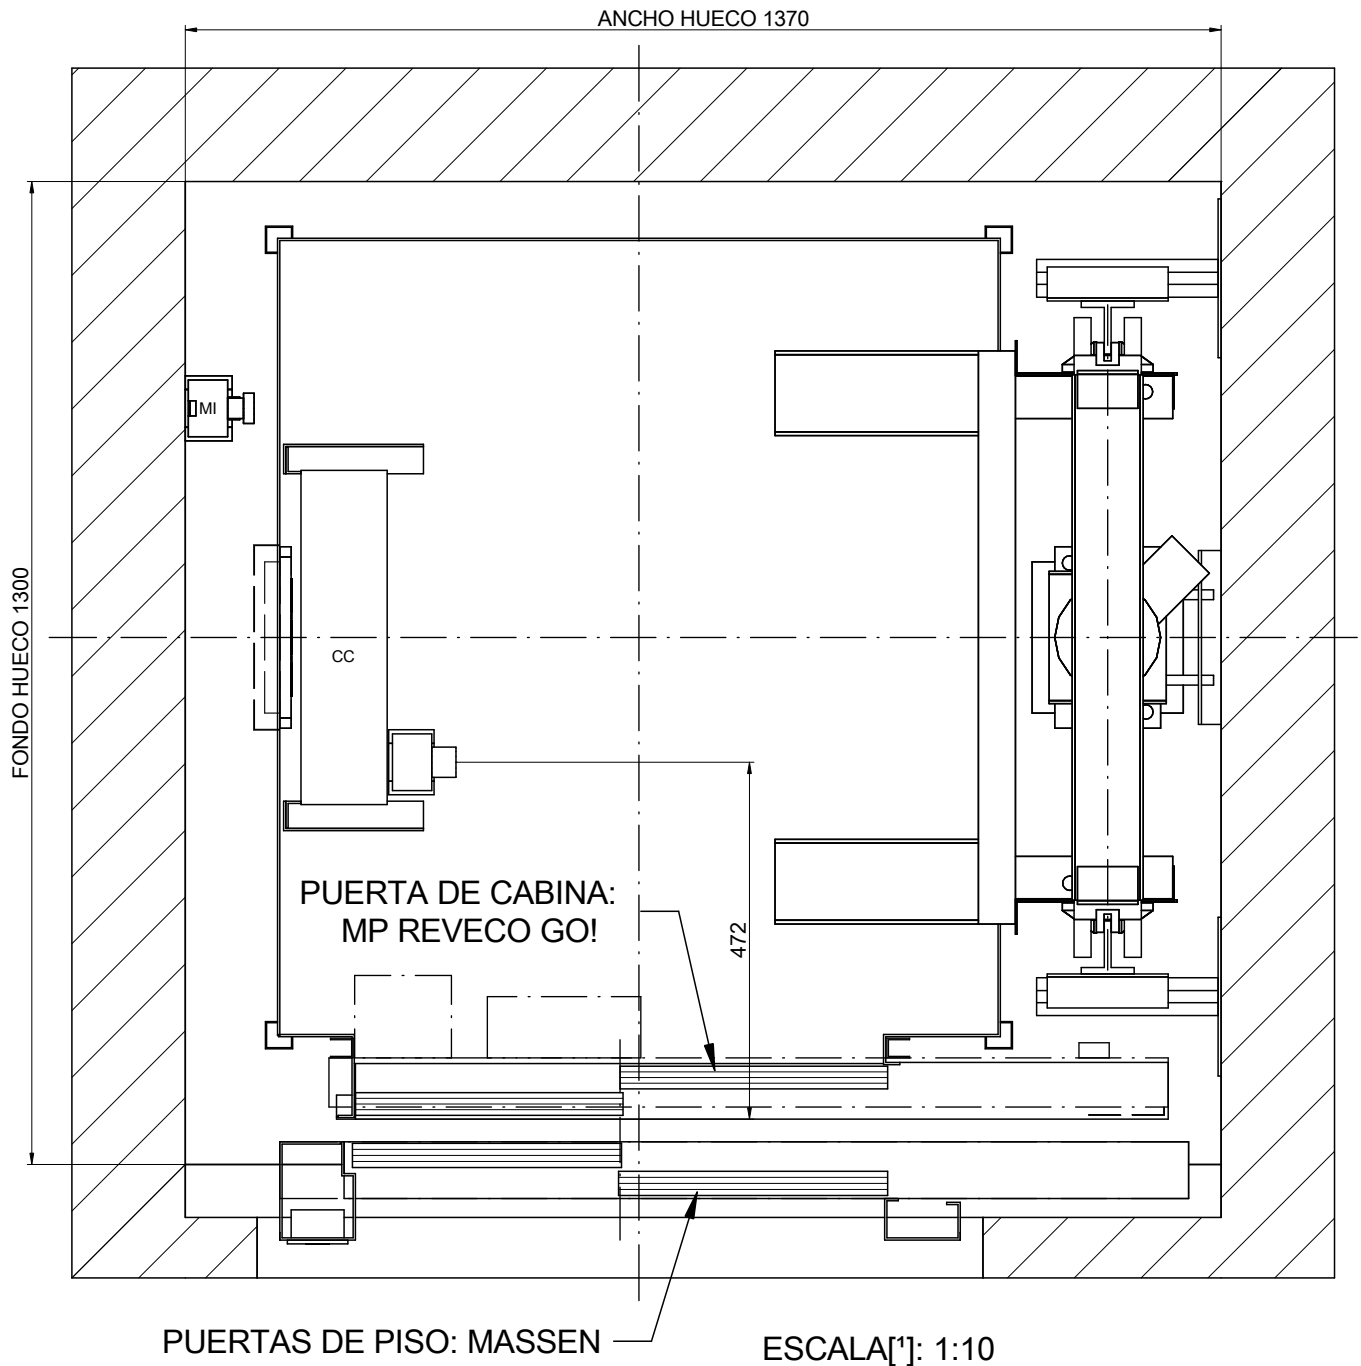 ANCHO HUECO 1370
MI
FONDO HUECO 1300
CC
PUERTA DE CABINA:
MP REVECO GO!
472
PUERTAS DE PISO: MASSEN
ESCALA[¹]: 1:10